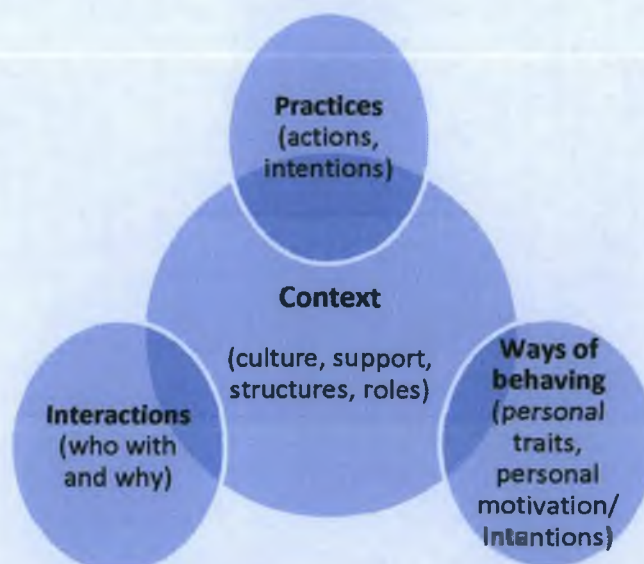 Practices
(actions,
intentions)
Context
(culture, support,
structures, roles)
Interactions
(who with
and why)
Ways of
behaving
(personal
traits,
personal
motivation/
intentions)